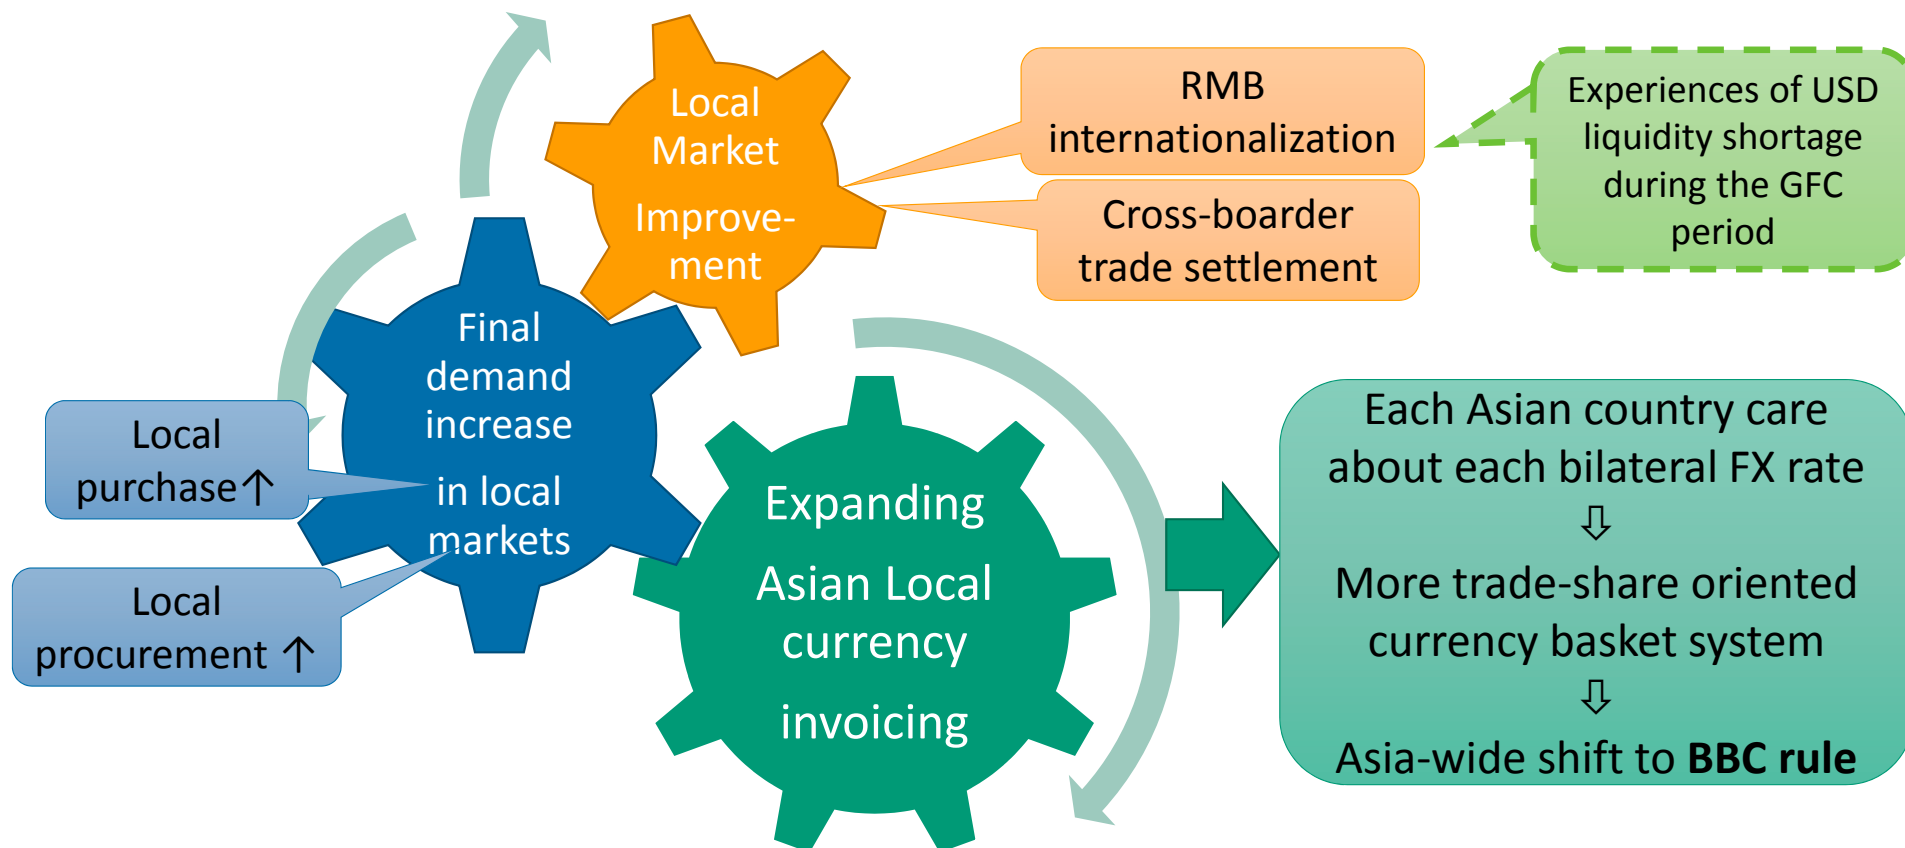 Local
Market
Improve-
ment
RMB
internationalization
Cross-boarder
trade settlement
Experiences of USD
liquidity shortage
during the GFC
period
Final
demand
increase
in local
markets
Local
purchase↑
Local
procurement ↑
Expanding
Asian Local
currency
invoicing
Each Asian country care
about each bilateral FX rate
⇩
More trade-share oriented
currency basket system
⇩
Asia-wide shift to BBC rule